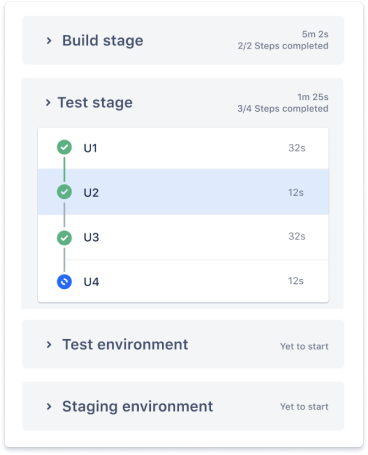 Build stage
5m 2s
2/2 Steps completed
Test stage
1m 25s
3/4 Steps completed
U1 32s
U2 12s
U3 32s
U4 12s
Test environment Yet to start
Staging environment Yet to start